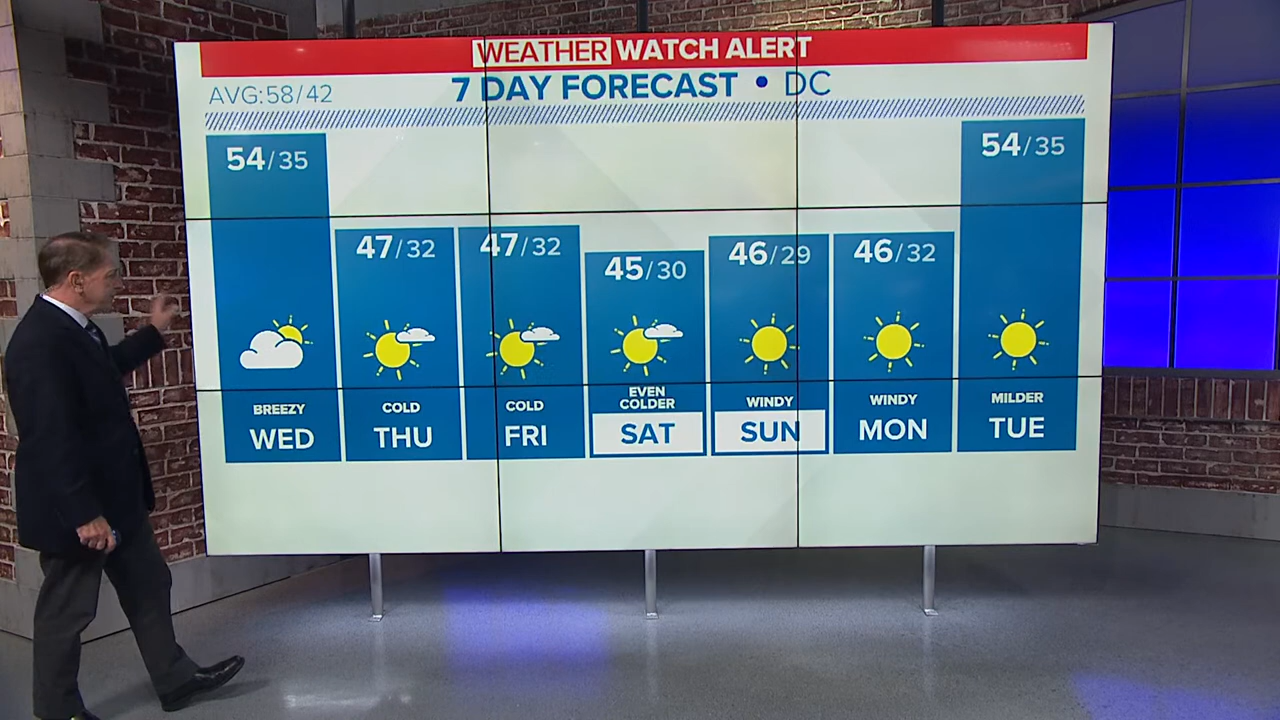 WEATHER WATCH ALERT
AVG:58/42
7 DAY FORECAST • DC
54/35
47/32
47/32
45/30
46/29
46/32
54/35
BREEZY
WED
COLD
THU
COLD
FRI
EVEN
COLDER
SAT
WINDY
SUN
WINDY
MON
MILDER
TUE